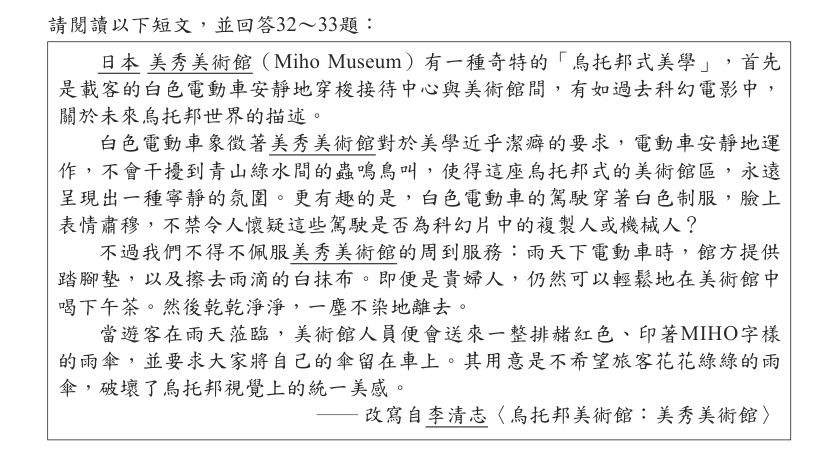 請閱讀以下短文，並回答32～33題：
日本 美秀美術館（Miho Museum）有一種奇特的「烏托邦式美學」，首先
是載客的白色電動車安靜地穿梭接待中心與美術館間，有如過去科幻電影中，
關於未來烏托邦世界的描述。
白色電動車象徵著美秀美術館對於美學近乎潔癖的要求，電動車安靜地運
作，不會干擾到青山綠水間的蟲鳴鳥叫，使得這座烏托邦式的美術館區，永遠
呈現出一種寧靜的氛圍。更有趣的是，白色電動車的駕駛穿著白色制服，臉上
表情肅穆，不禁令人懷疑這些駕駛是否為科幻片中的複製人或機械人？
不過我們不得不佩服美秀美術館的周到服務：雨天下電動車時，館方提供
踏腳墊，以及擦去雨滴的白抹布。即便是貴婦人，仍然可以輕鬆地在美術館中
喝下午茶。然後乾乾淨淨，一塵不染地離去。
當遊客在雨天蒞臨，美術館人員便會送來一整排赭紅色、印著MIHO字樣
的雨傘，並要求大家將自己的傘留在車上。其用意是不希望旅客花花綠綠的雨
傘，破壞了烏托邦視覺上的統一美感。
—— 改寫自李清志〈烏托邦美術館：美秀美術館〉